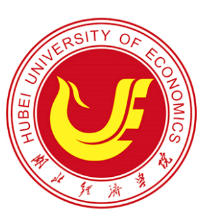 HUBEI UNIVERSITY OF ECONOMICS
湖北经济学院